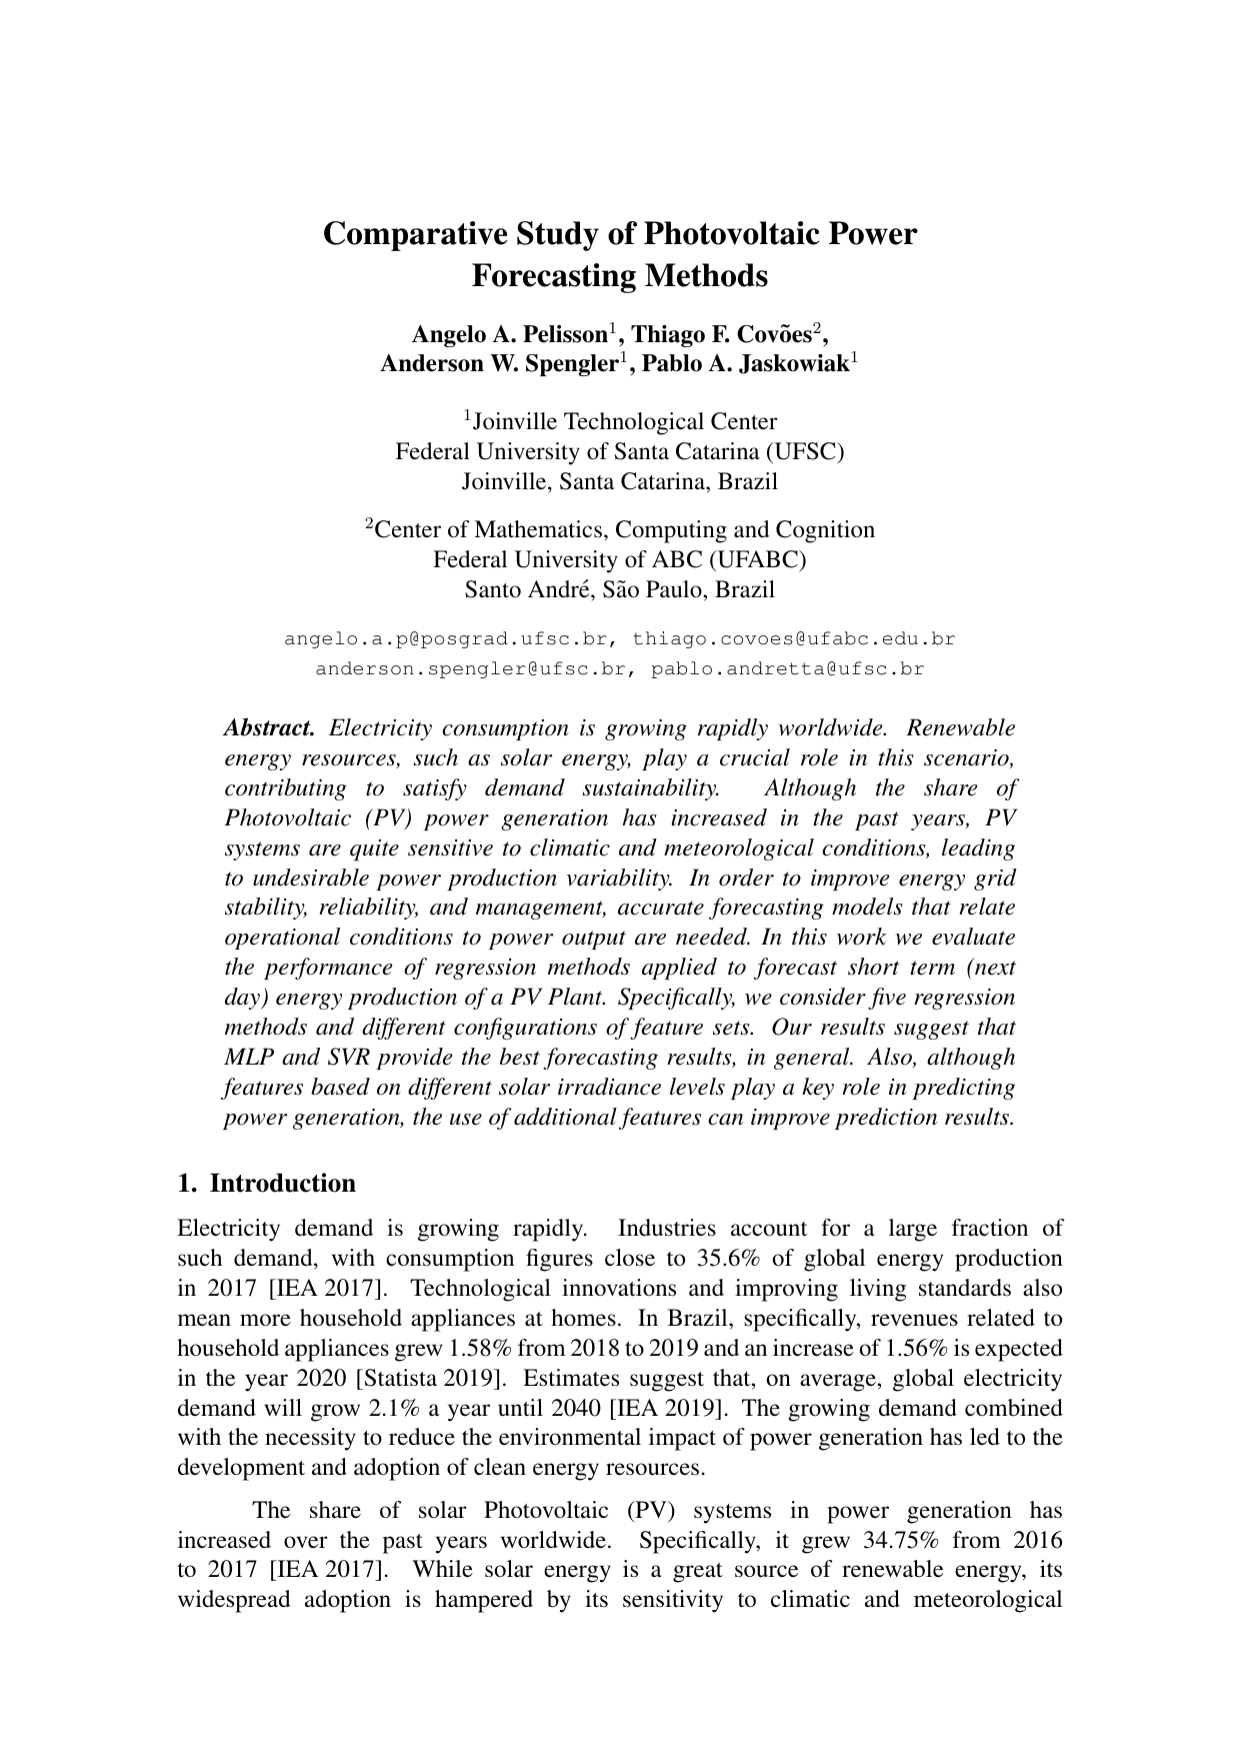 Comparative Study of Photovoltaic Power
Forecasting Methods
Angelo A. Pelisson1, Thiago F. Covões2,
Anderson W. Spengler1, Pablo A. Jaskowiak1
1Joinville Technological Center
Federal University of Santa Catarina (UFSC)
Joinville, Santa Catarina, Brazil
2Center of Mathematics, Computing and Cognition
Federal University of ABC (UFABC)
Santo André, São Paulo, Brazil
angelo.a.p@posgrad.ufsc.br, thiago.covoes@ufabc.edu.br
anderson.spengler@ufsc.br, pablo.andretta@ufsc.br
Abstract. Electricity consumption is growing rapidly worldwide. Renewable
energy resources, such as solar energy, play a crucial role in this scenario,
contributing to satisfy demand sustainability. Although the share of
Photovoltaic (PV) power generation has increased in the past years, PV
systems are quite sensitive to climatic and meteorological conditions, leading
to undesirable power production variability. In order to improve energy grid
stability, reliability, and management, accurate forecasting models that relate
operational conditions to power output are needed. In this work we evaluate
the performance of regression methods applied to forecast short term (next
day) energy production of a PV Plant. Specifically, we consider five regression
methods and different configurations of feature sets. Our results suggest that
MLP and SVR provide the best forecasting results, in general. Also, although
features based on different solar irradiance levels play a key role in predicting
power generation, the use of additional features can improve prediction results.
1. Introduction
Electricity demand is growing rapidly. Industries account for a large fraction of
such demand, with consumption figures close to 35.6% of global energy production
in 2017 [IEA 2017]. Technological innovations and improving living standards also
mean more household appliances at homes. In Brazil, specifically, revenues related to
household appliances grew 1.58% from 2018 to 2019 and an increase of 1.56% is expected
in the year 2020 [Statista 2019]. Estimates suggest that, on average, global electricity
demand will grow 2.1% a year until 2040 [IEA 2019]. The growing demand combined
with the necessity to reduce the environmental impact of power generation has led to the
development and adoption of clean energy resources.
The share of solar Photovoltaic (PV) systems in power generation has
increased over the past years worldwide. Specifically, it grew 34.75% from 2016
to 2017 [IEA 2017]. While solar energy is a great source of renewable energy, its
widespread adoption is hampered by its sensitivity to climatic and meteorological